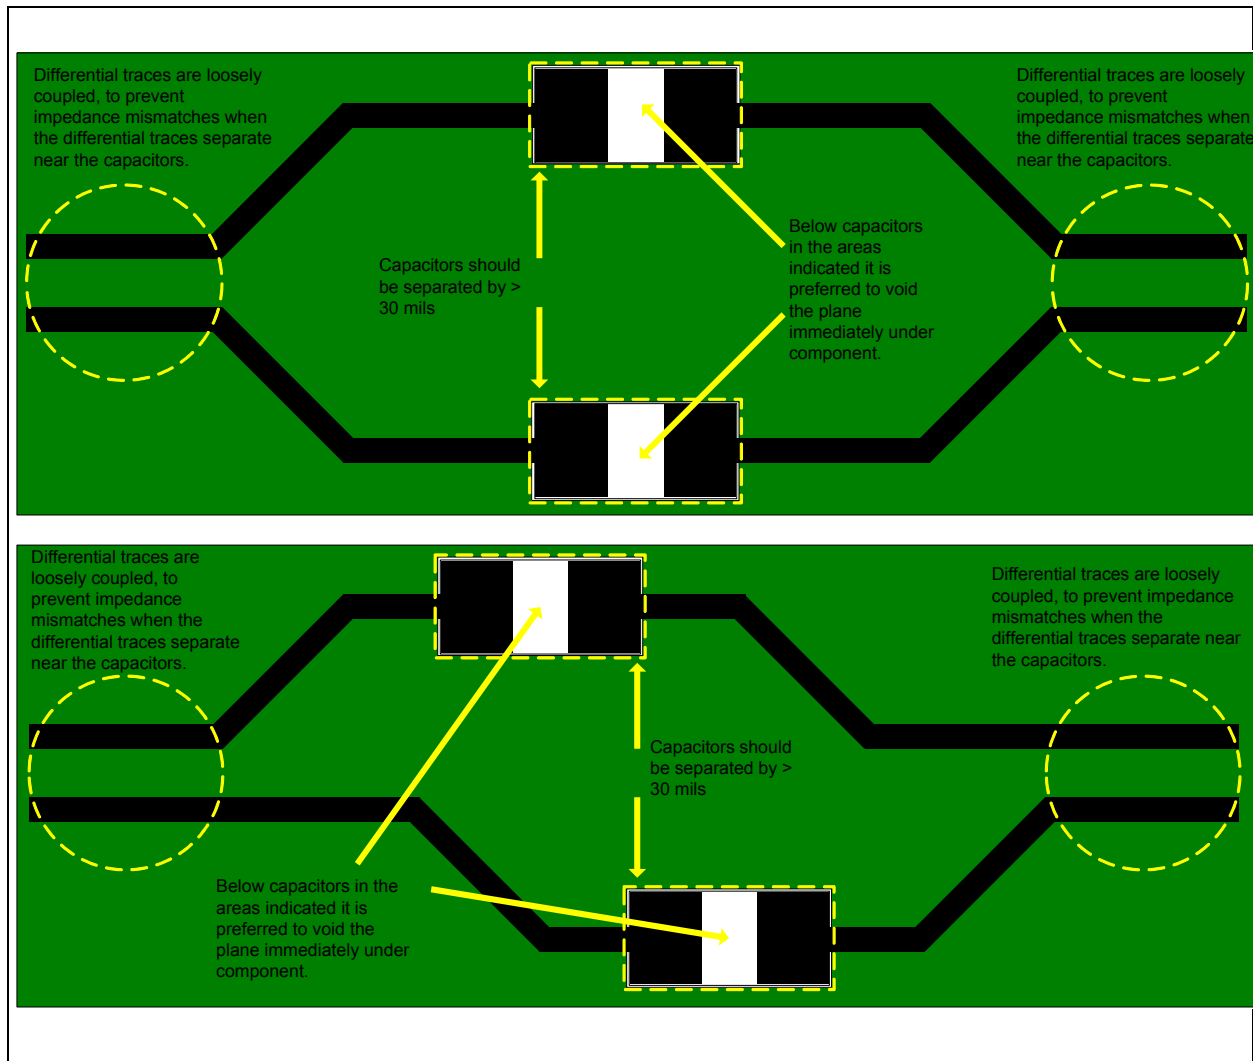 Differential traces are loosely
coupled, to prevent
impedance mismatches when
the differential traces separate
near the capacitors.
Differential traces are loosely
coupled, to prevent
impedance mismatches when
the differential traces separate
near the capacitors.
Capacitors should
be separated by >
30 mils
Below capacitors
in the areas
indicated it is
preferred to void
the plane
immediately under
component.
Differential traces are
loosely coupled, to
prevent impedance
mismatches when the
differential traces separate
near the capacitors.
Differential traces are loosely
coupled, to prevent impedance
mismatches when the
differential traces separate near
the capacitors.
Capacitors should
be separated by >
30 mils
Below capacitors in the
areas indicated it is
preferred to void the
plane immediately under
component.